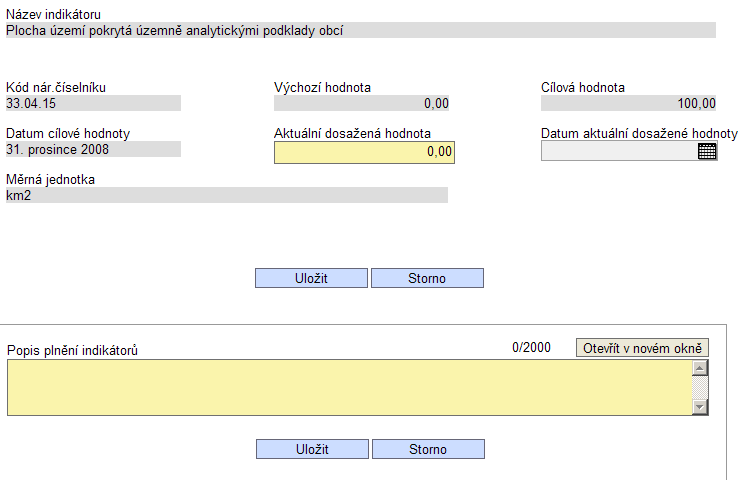 Název indikátoru
Plocha území pokrytá územně analytickými podklady obcí
Kód nár.číselníku Výchozí hodnota Cílová hodnota
33.04.15 0,00 100,00
Datum cílové hodnoty Aktuální dosažená hodnota Datum aktuální dosažené hodnoty
31. prosince 2008 0,00
Měrná jednotka
km2
Uložit Storno
Popis plnění indikátorů 0/2000 Otevřít v novém okně
Uložit Storno